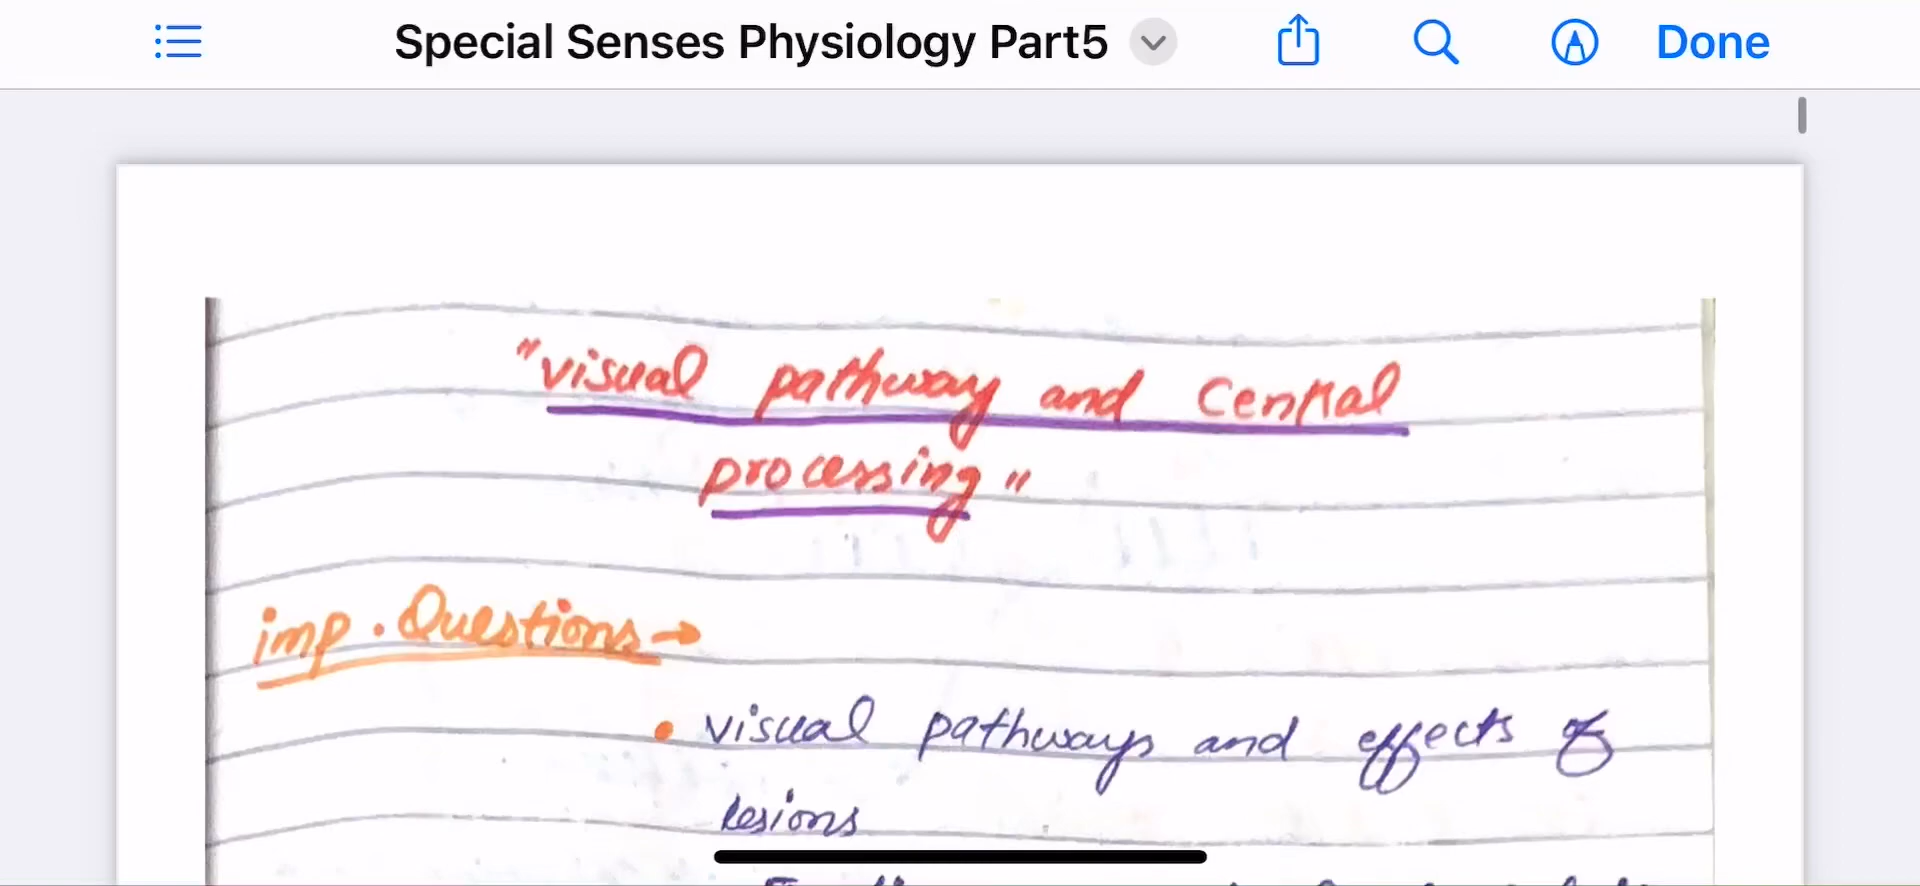 Special Senses Physiology Part5
Done
"visual pathway and Central
processing"
imp. Questions →
• visual pathways and effects of
lesions